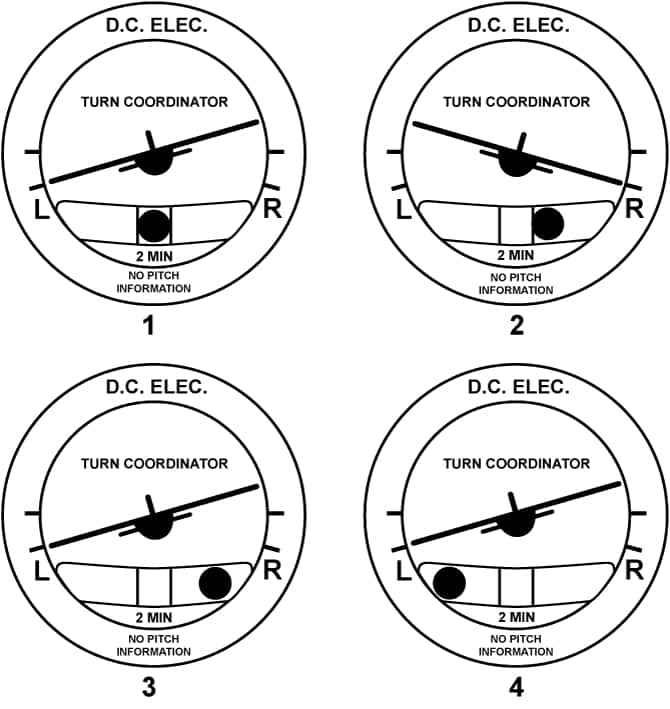 D.C. ELEC.
TURN COORDINATOR
L
R
2 MIN
NO PITCH
INFORMATION
1
D.C. ELEC.
TURN COORDINATOR
L
R
2 MIN
NO PITCH
INFORMATION
2
D.C. ELEC.
TURN COORDINATOR
L
R
2 MIN
NO PITCH
INFORMATION
3
D.C. ELEC.
TURN COORDINATOR
L
R
2 MIN
NO PITCH
INFORMATION
4